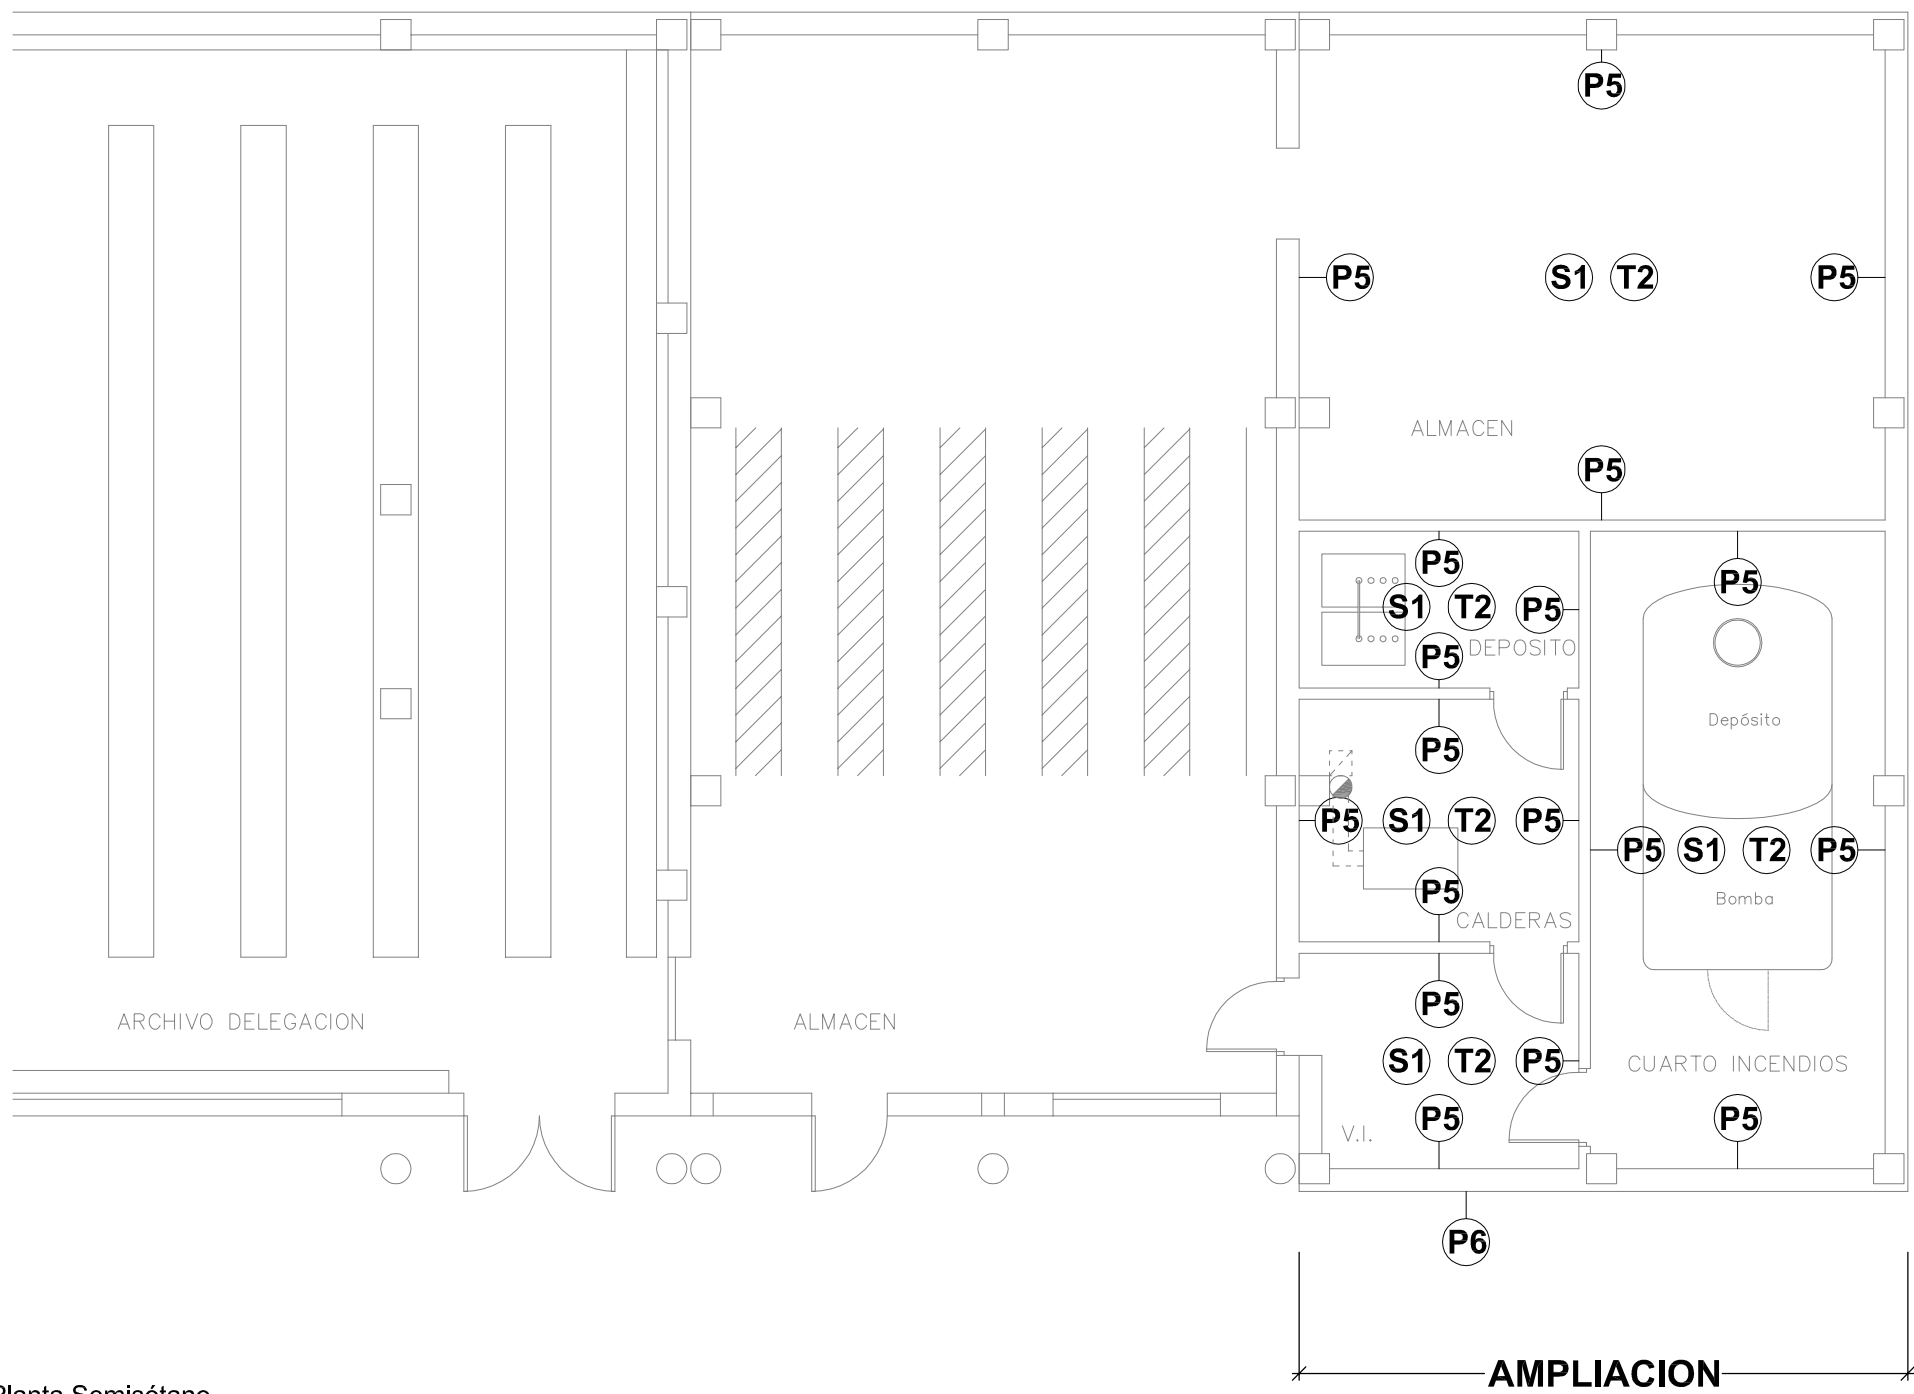 P5
P5 S1 T2 P5
ALMACEN
P5
P5
P5
S1 T2 P5
P5 DEPOSITO
Depósito
P5
P5 S1 T2 P5
P5 S1 T2 P5
P5
Bomba
CALDERAS
P5
ARCHIVO DELEGACION
ALMACEN
S1 T2 P5
CUARTO INCENDIOS
P5
P5
V.I.
P6
AMPLIACION
Planta Semisótano